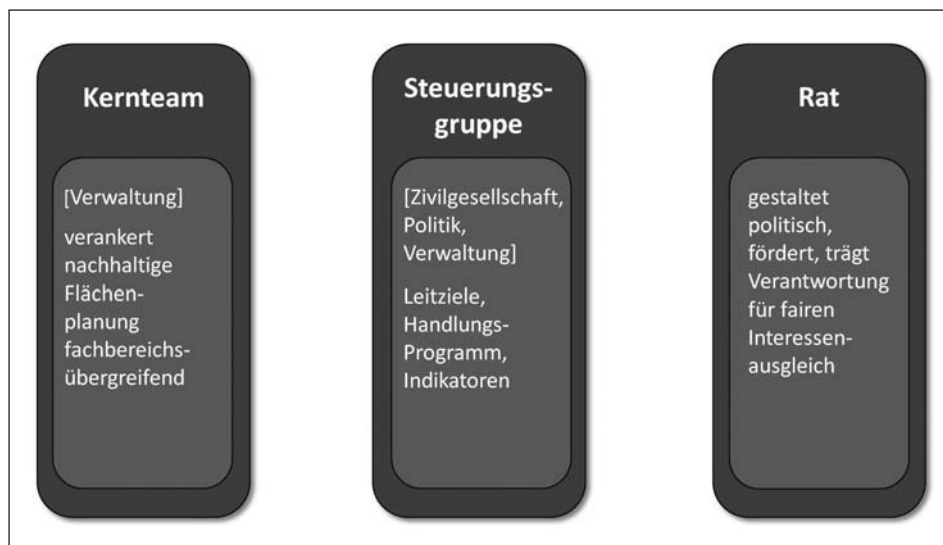 Kernteam
[Verwaltung]
verankert
nachhaltige
Flächen-
planung
fachbereichs-
übergreifend
Steuerungs-
gruppe
[Zivilgesellschaft,
Politik,
Verwaltung]
Leitziele,
Handlungs-
Programm,
Indikatoren
Rat
gestaltet
politisch,
fördert, trägt
Verantwortung
für fairen
Interessen-
ausgleich